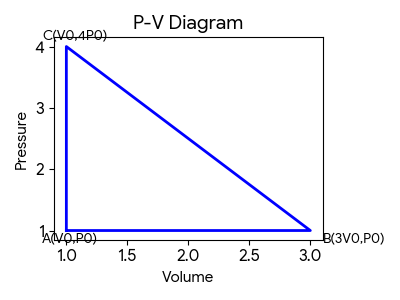 P-V Diagram
C(V0,4P0)
4
3
2
1
Pressure
A(V0,P0)
B(3V0,P0)
1.0 1.5 2.0 2.5 3.0
Volume